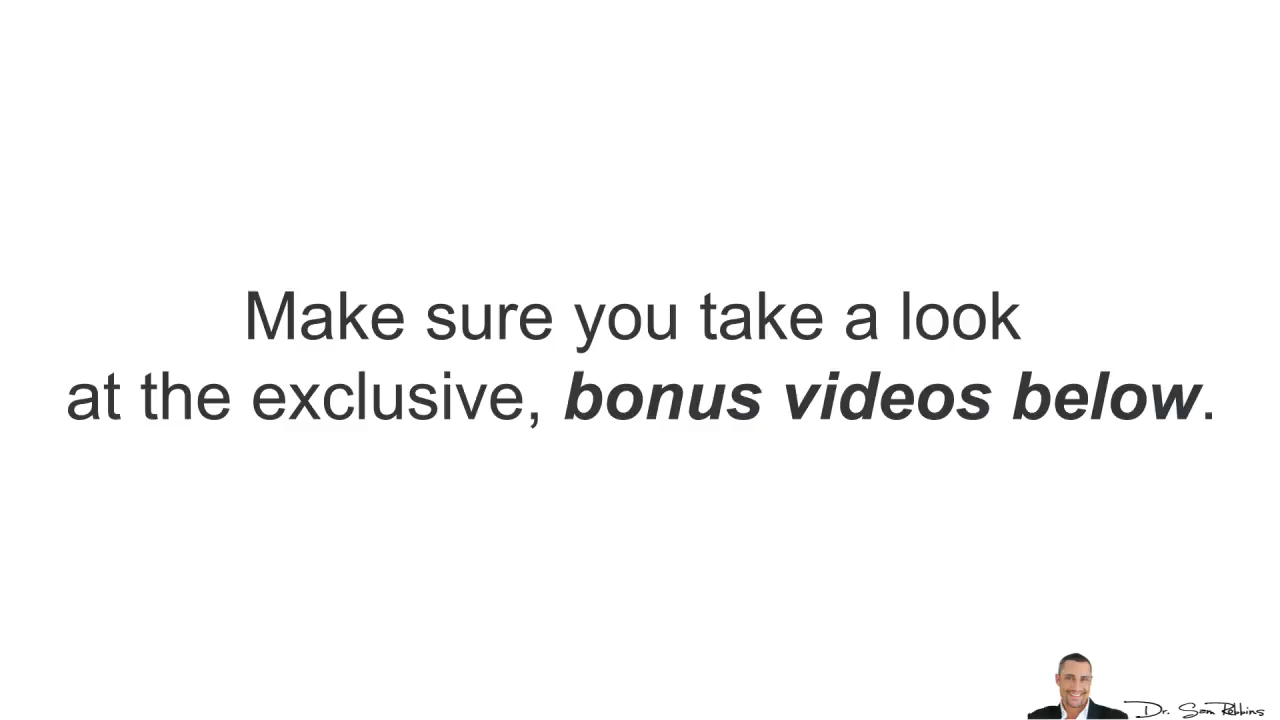 Make sure you take a look
at the exclusive, bonus videos below.
Dr. Sam Robbins